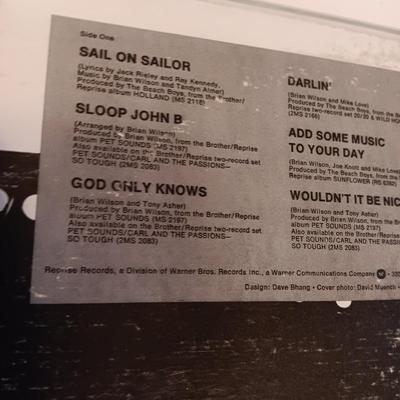 Side One
SAIL ON SAILOR
(Lyrics by Jack Rieley and Ray Kennedy,
Music by Brian Wilson and Tandyn Almer)
Produced by The Beach Boys, from the Brother/
Reprise album HOLLAND (MS 2118)
SLOOP JOHN B
(Arranged by Brian Wilson)
Produced by Brian Wilson, from the Brother/Reprise
album PET SOUNDS (MS 2197)
Also available on the Brother/Reprise two-record set
PET SOUNDS/CARL AND THE PASSIONS—
SO TOUGH (2MS 2083)
GOD ONLY KNOWS
(Brian Wilson and Tony Asher)
Produced by Brian Wilson, from the Brother/Reprise
album PET SOUNDS (MS 2197)
Also available on the Brother/Reprise two-record set
PET SOUNDS/CARL AND THE PASSIONS—
SO TOUGH (2MS 2083)
DARLIN'
(Brian Wilson and Mike Love)
Produced by The Beach Boys, from the
Reprise two-record set 20/20 & WILD
(2MS 2166)
ADD SOME MUSIC
TO YOUR DAY
(Brian Wilson, Joe Knott and Mike Love)
Produced by The Beach Boys, from the
Reprise album SUNFLOWER (RS 6382)
WOULDN'T IT BE NIC
(Brian Wilson and Tony Asher)
Produced by Brian Wilson, from the
album PET SOUNDS (MS 2197)
Also available on the Brother/Reprise
PET SOUNDS/CARL AND THE
SO TOUGH (2MS 2083)
Reprise Records, a Division of Warner Bros. Records Inc., a Warner Communications Company
Design: Dave Bhang • Cover photo: David Muench •